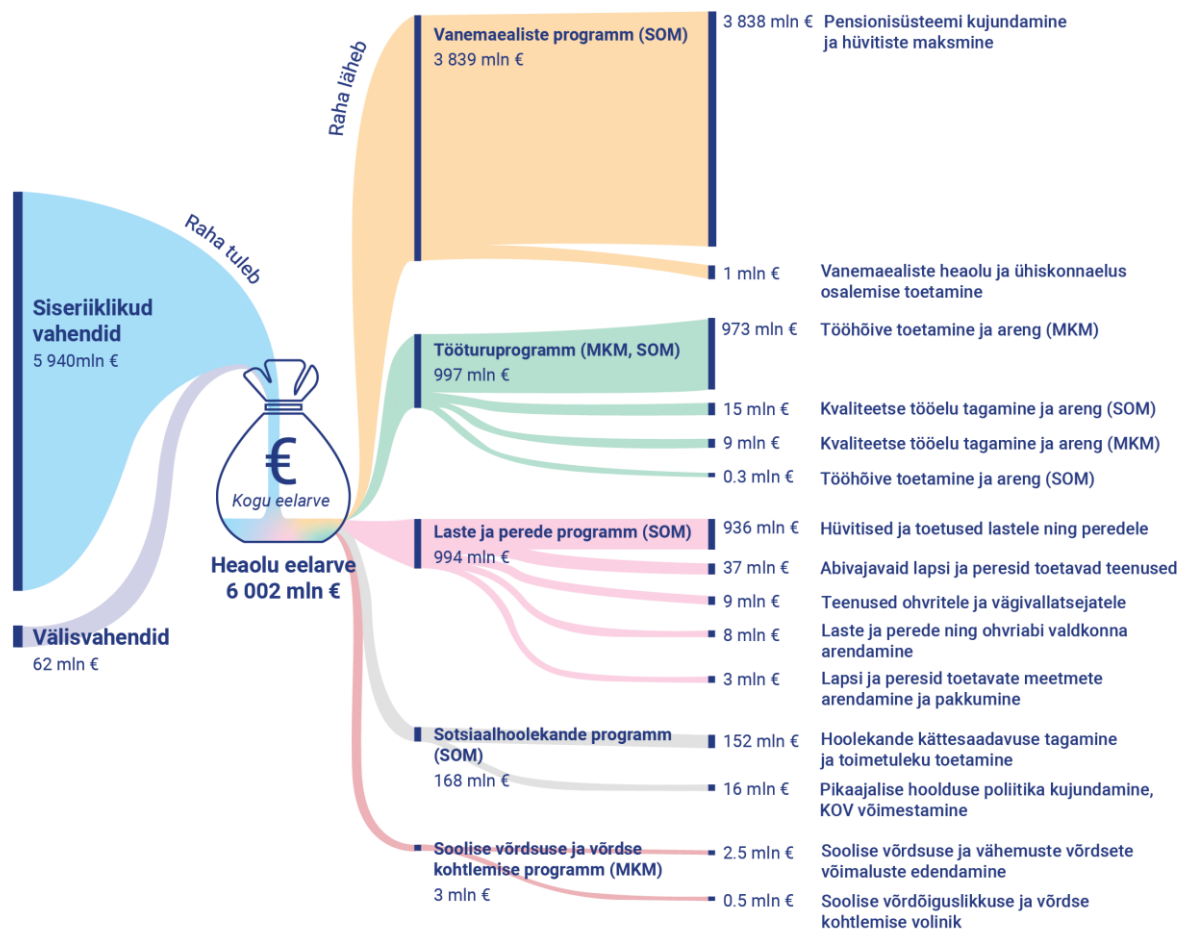 Raha tuleb
Siseriiklikud
vahendid
5 940mln €
Välisvahendid
62 mln €
€
Kogu eelarve
Heaolu eelarve
6 002 mln €
Raha läheb
Vanemaealiste programm (SOM)
3 839 mln €
3 838 mln € Pensionisüsteemi kujundamine
ja hüvitiste maksmine
1 mln € Vanemaealiste heaolu ja ühiskonnaelus
osalemise toetamine
Tööturuprogramm (MKM, SOM)
997 mln €
973 mln € Tööhõive toetamine ja areng (MKM)
15 mln € Kvaliteetse tööelu tagamine ja areng (SOM)
9 mln € Kvaliteetse tööelu tagamine ja areng (MKM)
0.3 mln € Tööhõive toetamine ja areng (SOM)
Laste ja perede programm (SOM)
994 mln €
936 mln € Hüvitised ja toetused lastele ning peredele
37 mln € Abivajavaid lapsi ja peresid toetavad teenused
9 mln € Teenused ohvritele ja vägivallatsejatele
8 mln € Laste ja perede ning ohvriabi valdkonna
arendamine
3 mln € Lapsi ja peresid toetavate meetmete
arendamine ja pakkumine
Sotsiaalhoolekande programm
(SOM)
168 mln €
152 mln € Hoolekande kättesaadavuse tagamine
ja toimetuleku toetamine
16 mln € Pikaajalise hoolduse poliitika kujundamine,
KOV võimestamine
Soolise võrdsuse ja võrdse
kohtlemise programm (MKM)
3 mln €
2.5 mln € Soolise võrdsuse ja vähemuste võrdsete
võimaluste edendamine
0.5 mln € Soolise võrdõiguslikkuse ja võrdse
kohtlemise volinik